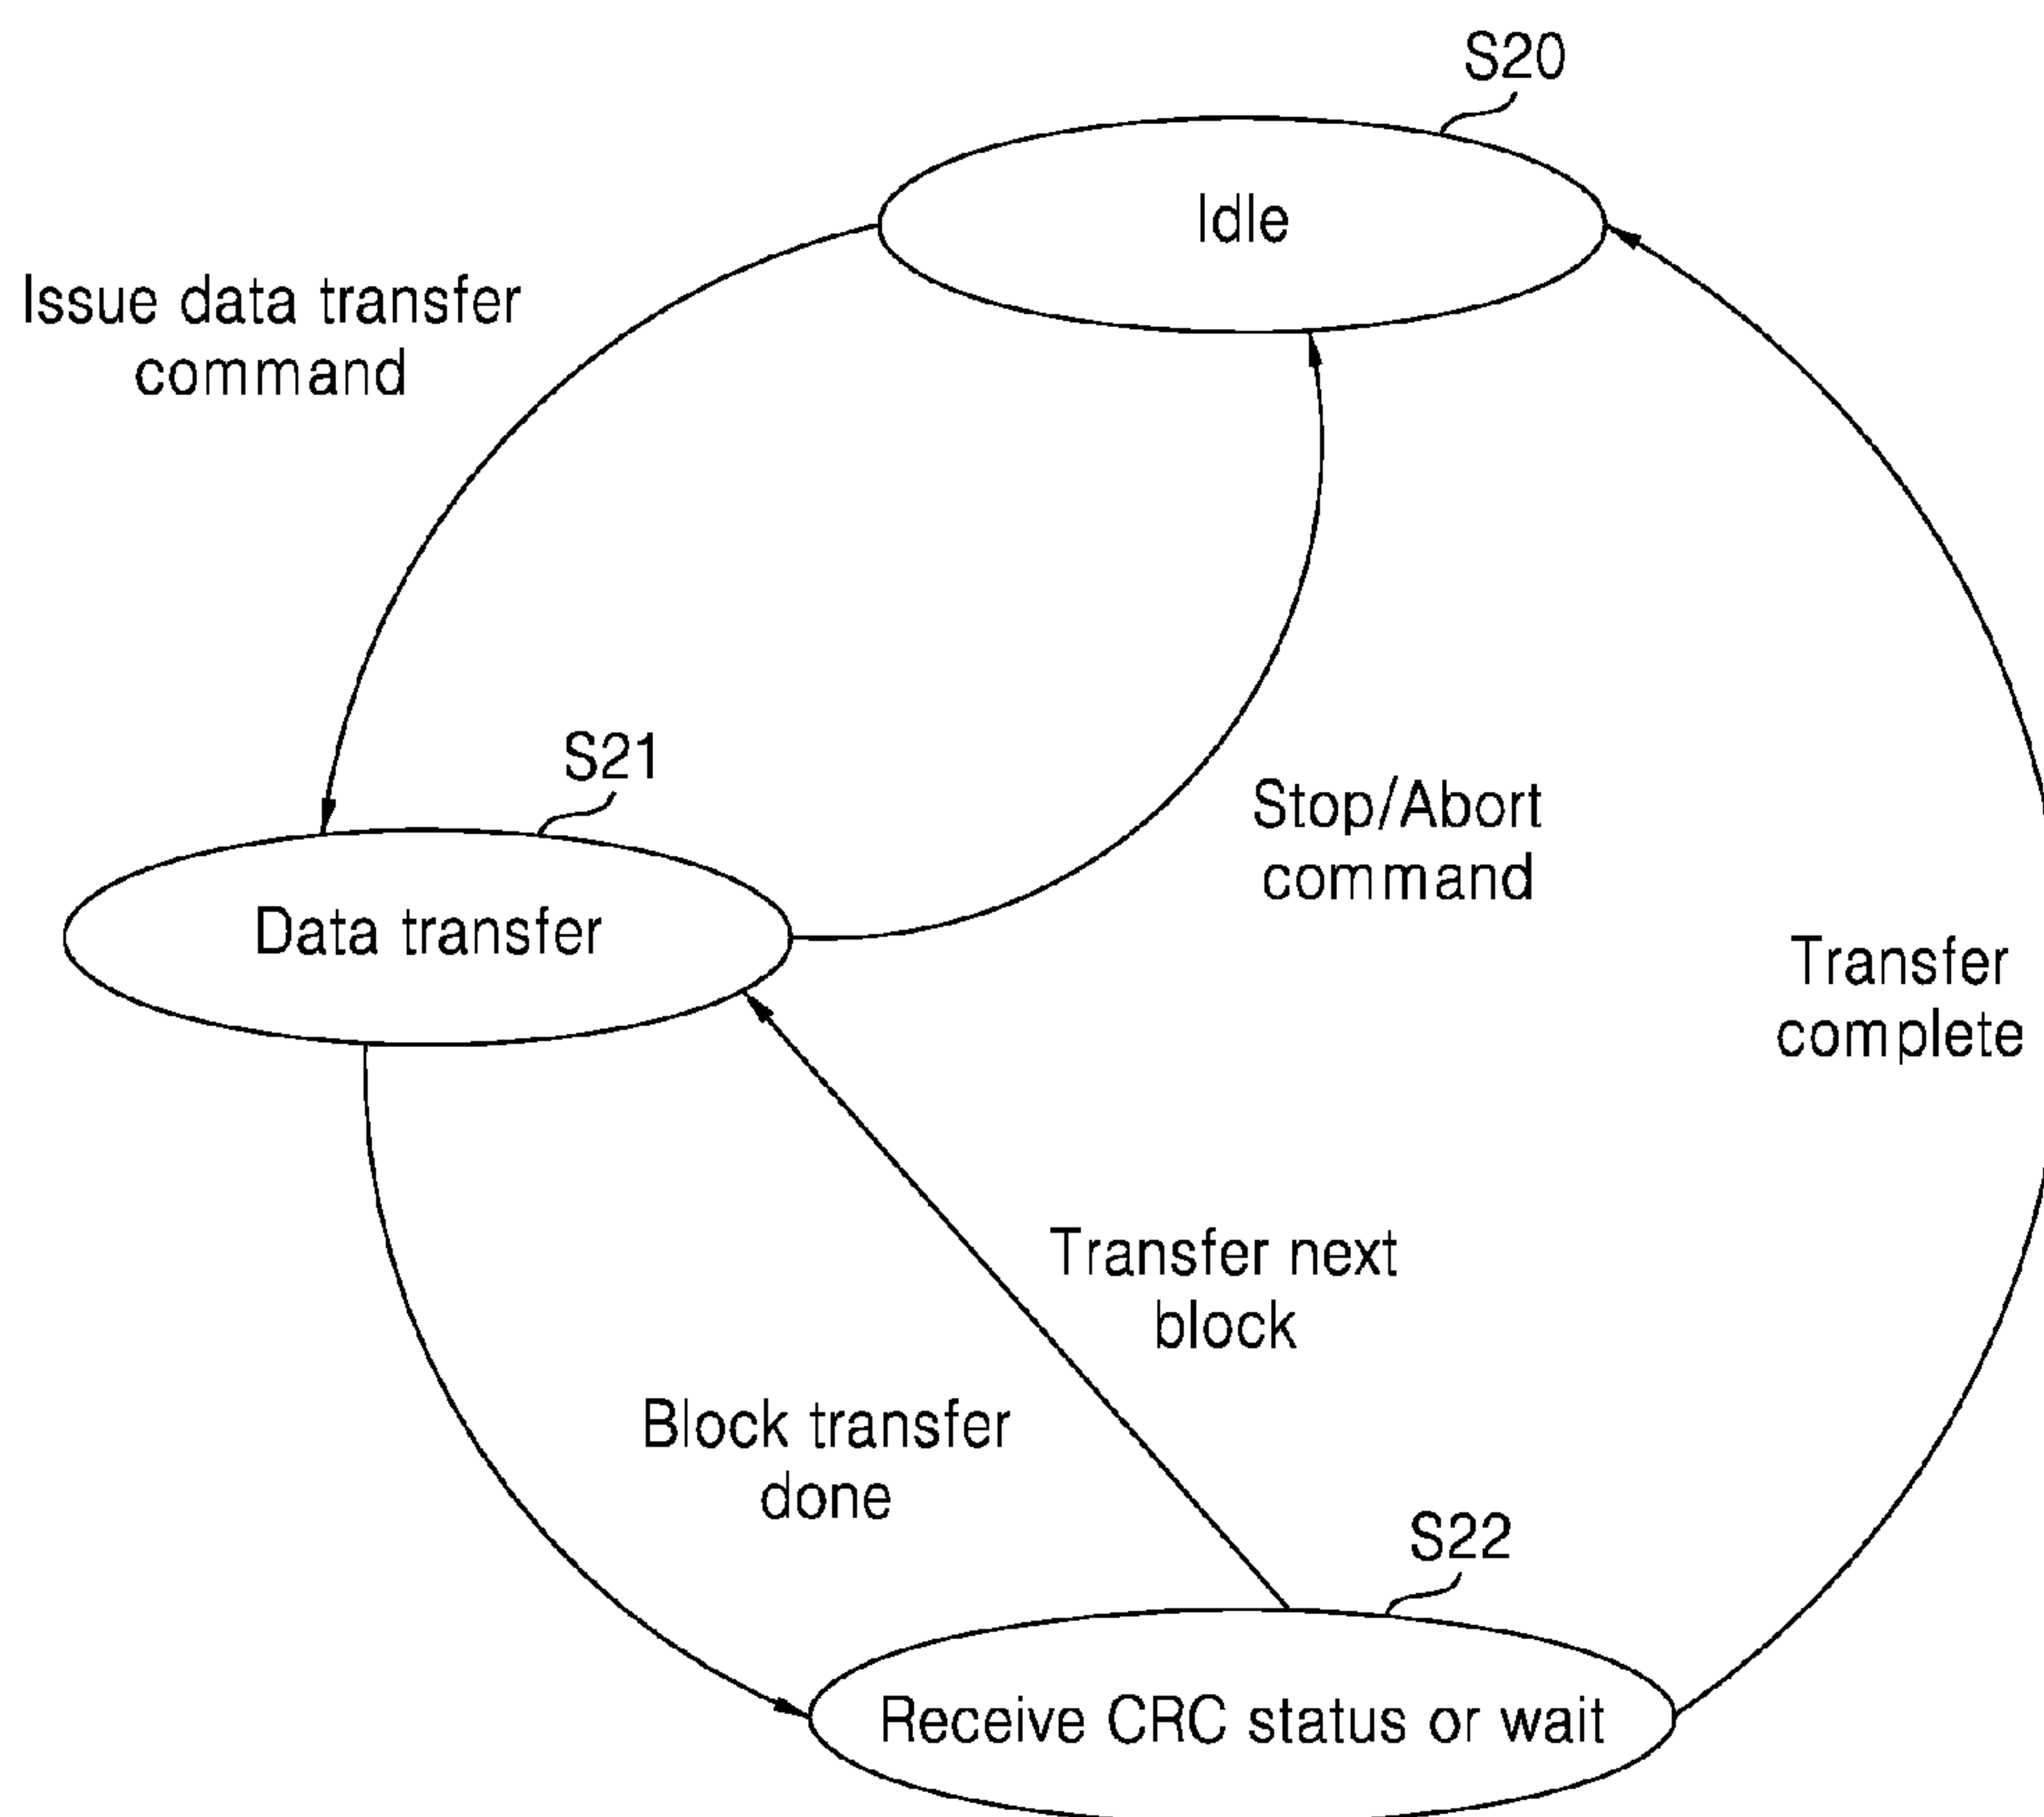 S20
Idle
Issue data transfer
command
S21
Data transfer
Stop/Abort
command
Transfer
complete
Transfer next
block
Block transfer
done
S22
Receive CRC status or wait